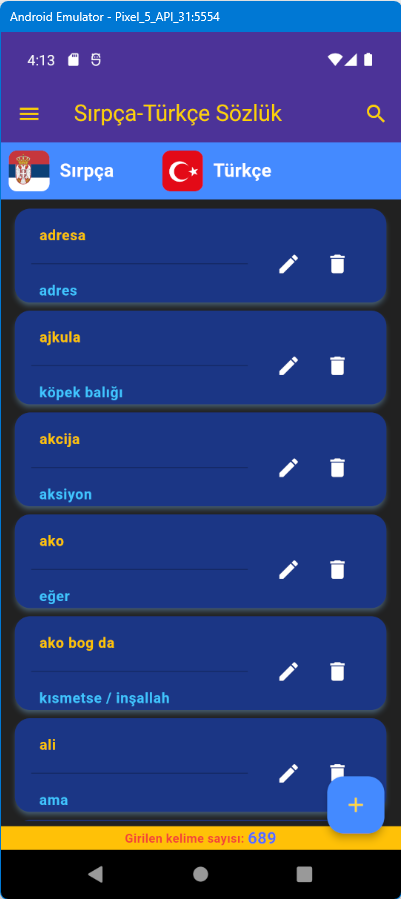 Android Emulator - Pixel_5_API_31:5554
4:13
Sırpça-Türkçe Sözlük
Sırpça Türkçe
adresa
adres
ajkula
köpek balığı
akcija
aksiyon
ako
eğer
ako bog da
kısmetse / inşallah
ali
ama
+
Girilen kelime sayısı: 689